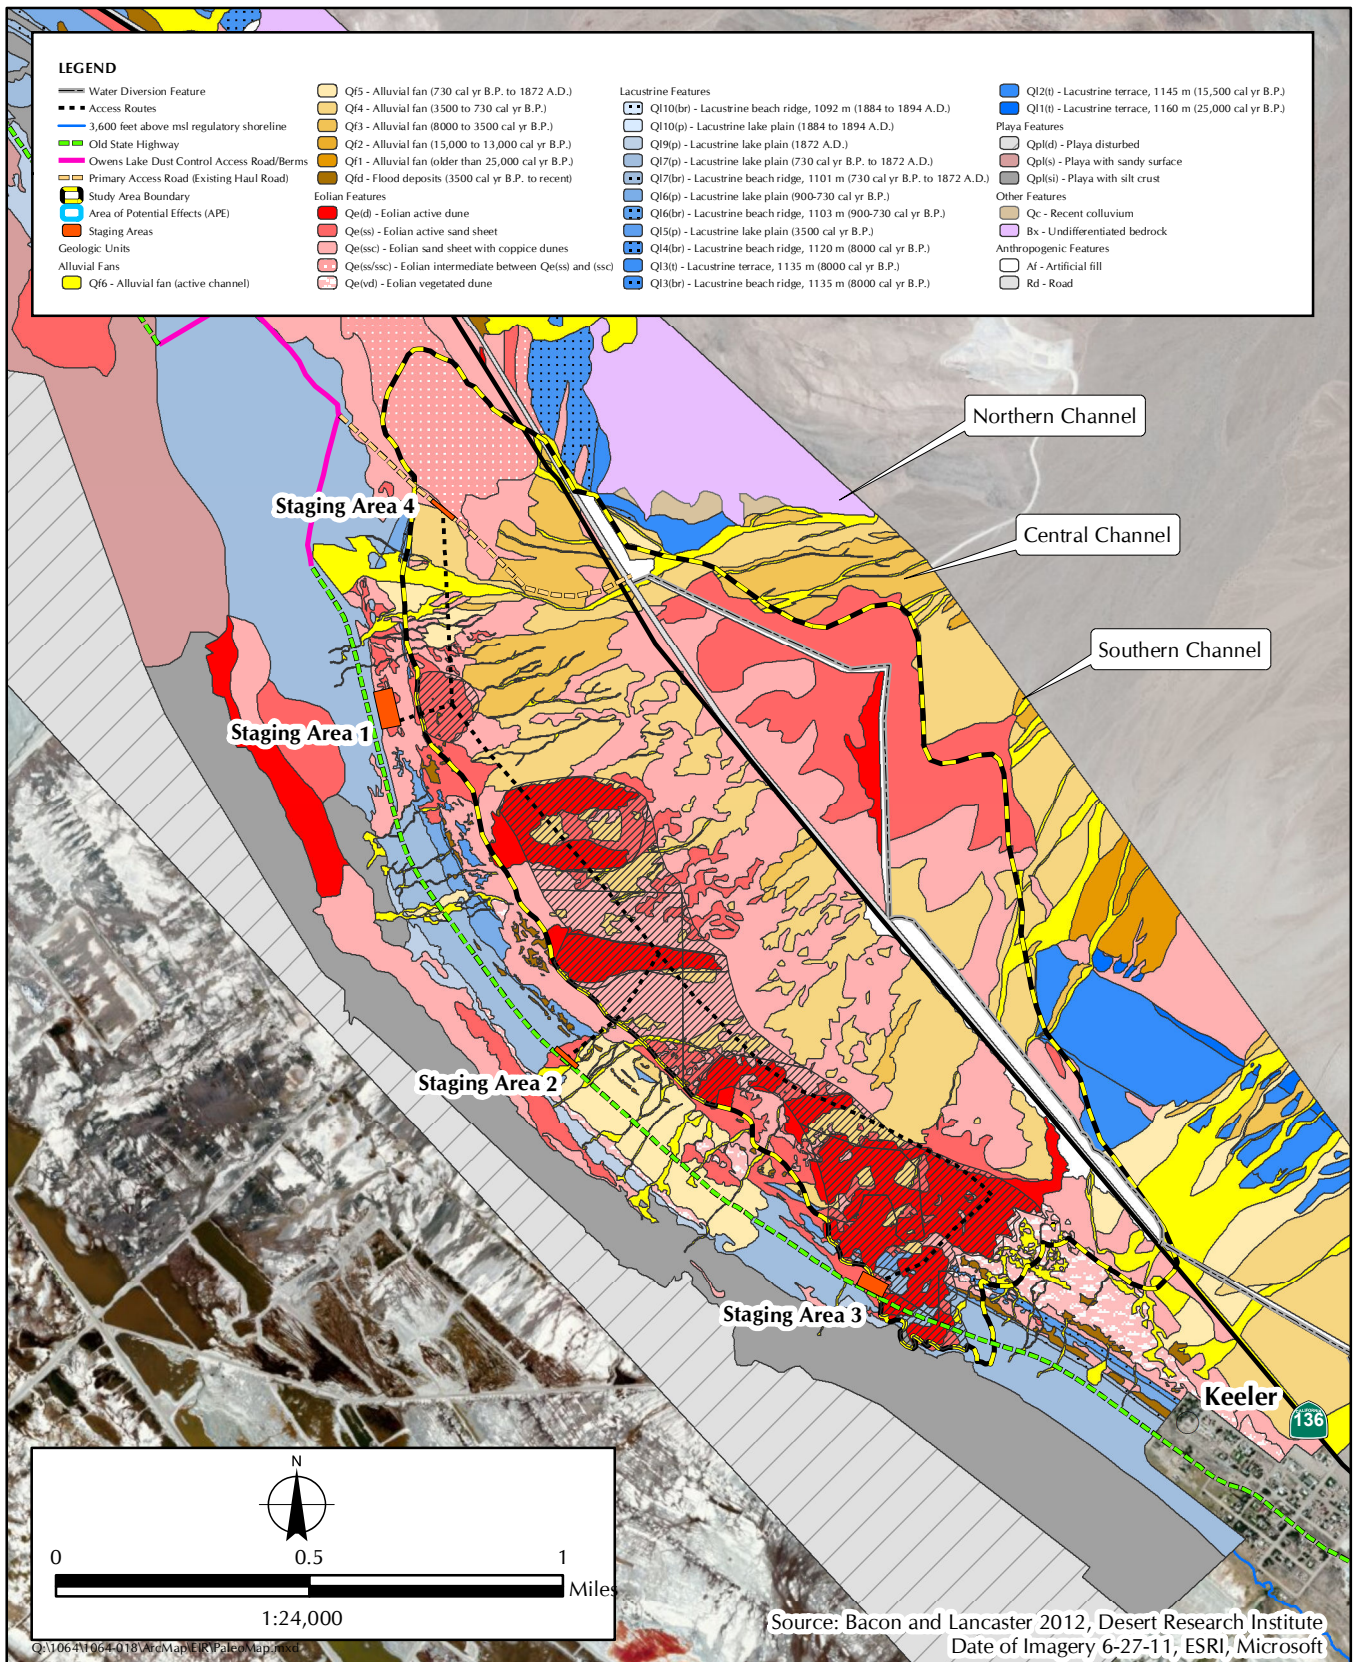 LEGEND
Water Diversion Feature
Access Routes
3,600 feet above msl regulatory shoreline
Old State Highway
Owens Lake Dust Control Access Road/Berms
Primary Access Road (Existing Haul Road)
Study Area Boundary
Area of Potential Effects (APE)
Staging Areas
Geologic Units
Alluvial Fans
Qf6 - Alluvial fan (active channel)
Qf5 - Alluvial fan (730 cal yr B.P. to 1872 A.D.)
Qf4 - Alluvial fan (3500 to 730 cal yr B.P.)
Qf3 - Alluvial fan (8000 to 3500 cal yr B.P.)
Qf2 - Alluvial fan (15,000 to 13,000 cal yr B.P.)
Qf1 - Alluvial fan (older than 25,000 cal yr B.P.)
Qfd - Flood deposits (3500 cal yr B.P. to recent)
Eolian Features
Qe(d) - Eolian active dune
Qe(ss) - Eolian active sand sheet
Qe(ssc) - Eolian sand sheet with coppice dunes
Qe(ss/ssc) - Eolian intermediate between Qe(ss) and (ssc)
Qe(vd) - Eolian vegetated dune
Lacustrine Features
Ql10(br) - Lacustrine beach ridge, 1092 m (1884 to 1894 A.D.)
Ql10(p) - Lacustrine lake plain (1884 to 1894 A.D.)
Ql9(p) - Lacustrine lake plain (1872 A.D.)
Ql7(p) - Lacustrine lake plain (730 cal yr B.P. to 1872 A.D.)
Ql7(br) - Lacustrine beach ridge, 1101 m (730 cal yr B.P. to 1872 A.D.)
Ql6(p) - Lacustrine lake plain (900-730 cal yr B.P.)
Ql6(br) - Lacustrine beach ridge, 1103 m (900-730 cal yr B.P.)
Ql5(p) - Lacustrine lake plain (3500 cal yr B.P.)
Ql4(br) - Lacustrine beach ridge, 1120 m (8000 cal yr B.P.)
Ql3(t) - Lacustrine terrace, 1135 m (8000 cal yr B.P.)
Ql3(br) - Lacustrine beach ridge, 1135 m (8000 cal yr B.P.)
Ql2(t) - Lacustrine terrace, 1145 m (15,500 cal yr B.P.)
Ql1(t) - Lacustrine terrace, 1160 m (25,000 cal yr B.P.)
Playa Features
Qpl(d) - Playa disturbed
Qpl(s) - Playa with sandy surface
Qpl(si) - Playa with silt crust
Other Features
Qc - Recent colluvium
Bx - Undifferentiated bedrock
Anthropogenic Features
Af - Artificial fill
Rd - Road
Northern Channel
Central Channel
Southern Channel
Staging Area 4
Staging Area 1
Staging Area 2
Staging Area 3
Keeler
CALIFORNIA
136
N
0 0.5 1
Miles
1:24,000
Q:\1064\1064-018\ArcMap\EIR\PaleoMap.mxd
Source: Bacon and Lancaster 2012, Desert Research Institute
Date of Imagery 6-27-11, ESRI, Microsoft